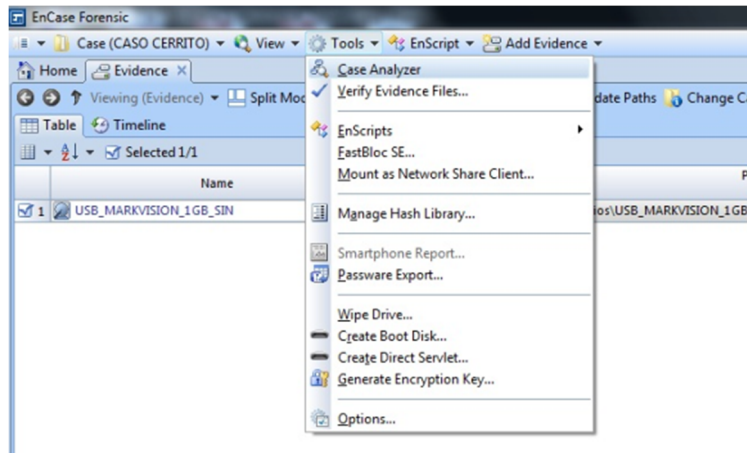 EnCase Forensic
Case (CASO CERRITO) View Tools EnScript Add Evidence
Home Evidence
Viewing (Evidence) Split Mod date Paths Change C
Table Timeline
Selected 1/1
Name P
1 USB_MARKVISION_1GB_SIN ios\USB_MARKVISION_1GB
Case Analyzer
Verify Evidence Files...
EnScripts
FastBloc SE...
Mount as Network Share Client...
Manage Hash Library...
Smartphone Report...
Passware Export...
Wipe Drive...
Create Boot Disk...
Create Direct Servlet...
Generate Encryption Key...
Options...